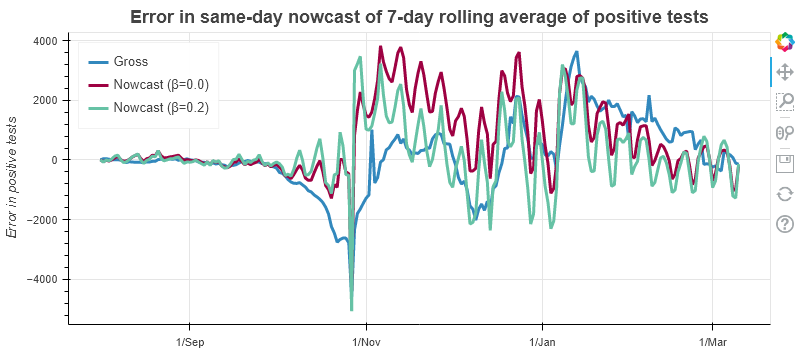 Error in same-day nowcast of 7-day rolling average of positive tests
Gross
Nowcast (β=0.0)
Nowcast (β=0.2)
Error in positive tests
4000
2000
0
−2000
−4000
1/Sep
1/Nov
1/Jan
1/Mar